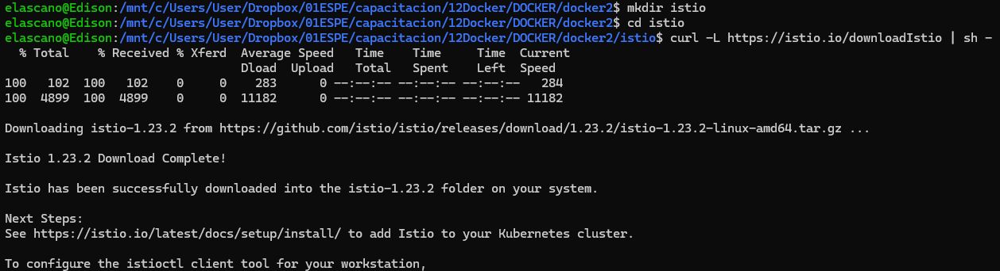 elascano@Edison:/mnt/c/Users/User/Dropbox/01ESPE/capacitacion/12Docker/DOCKER/docker2$ mkdir istio
elascano@Edison:/mnt/c/Users/User/Dropbox/01ESPE/capacitacion/12Docker/DOCKER/docker2$ cd istio
elascano@Edison:/mnt/c/Users/User/Dropbox/01ESPE/capacitacion/12Docker/DOCKER/docker2/istio$ curl -L https://istio.io/downloadIstio | sh -
  % Total    % Received % Xferd  Average Speed   Time    Time     Time  Current
                                 Dload  Upload   Total   Spent    Left  Speed
100   102  100   102    0     0    283      0 --:--:-- --:--:-- --:--:--   284
100  4899  100  4899    0     0  11182      0 --:--:-- --:--:-- --:--:-- 11182
Downloading istio-1.23.2 from https://github.com/istio/istio/releases/download/1.23.2/istio-1.23.2-linux-amd64.tar.gz ...
Istio 1.23.2 Download Complete!
Istio has been successfully downloaded into the istio-1.23.2 folder on your system.
Next Steps:
See https://istio.io/latest/docs/setup/install/ to add Istio to your Kubernetes cluster.
To configure the istioctl client tool for your workstation,